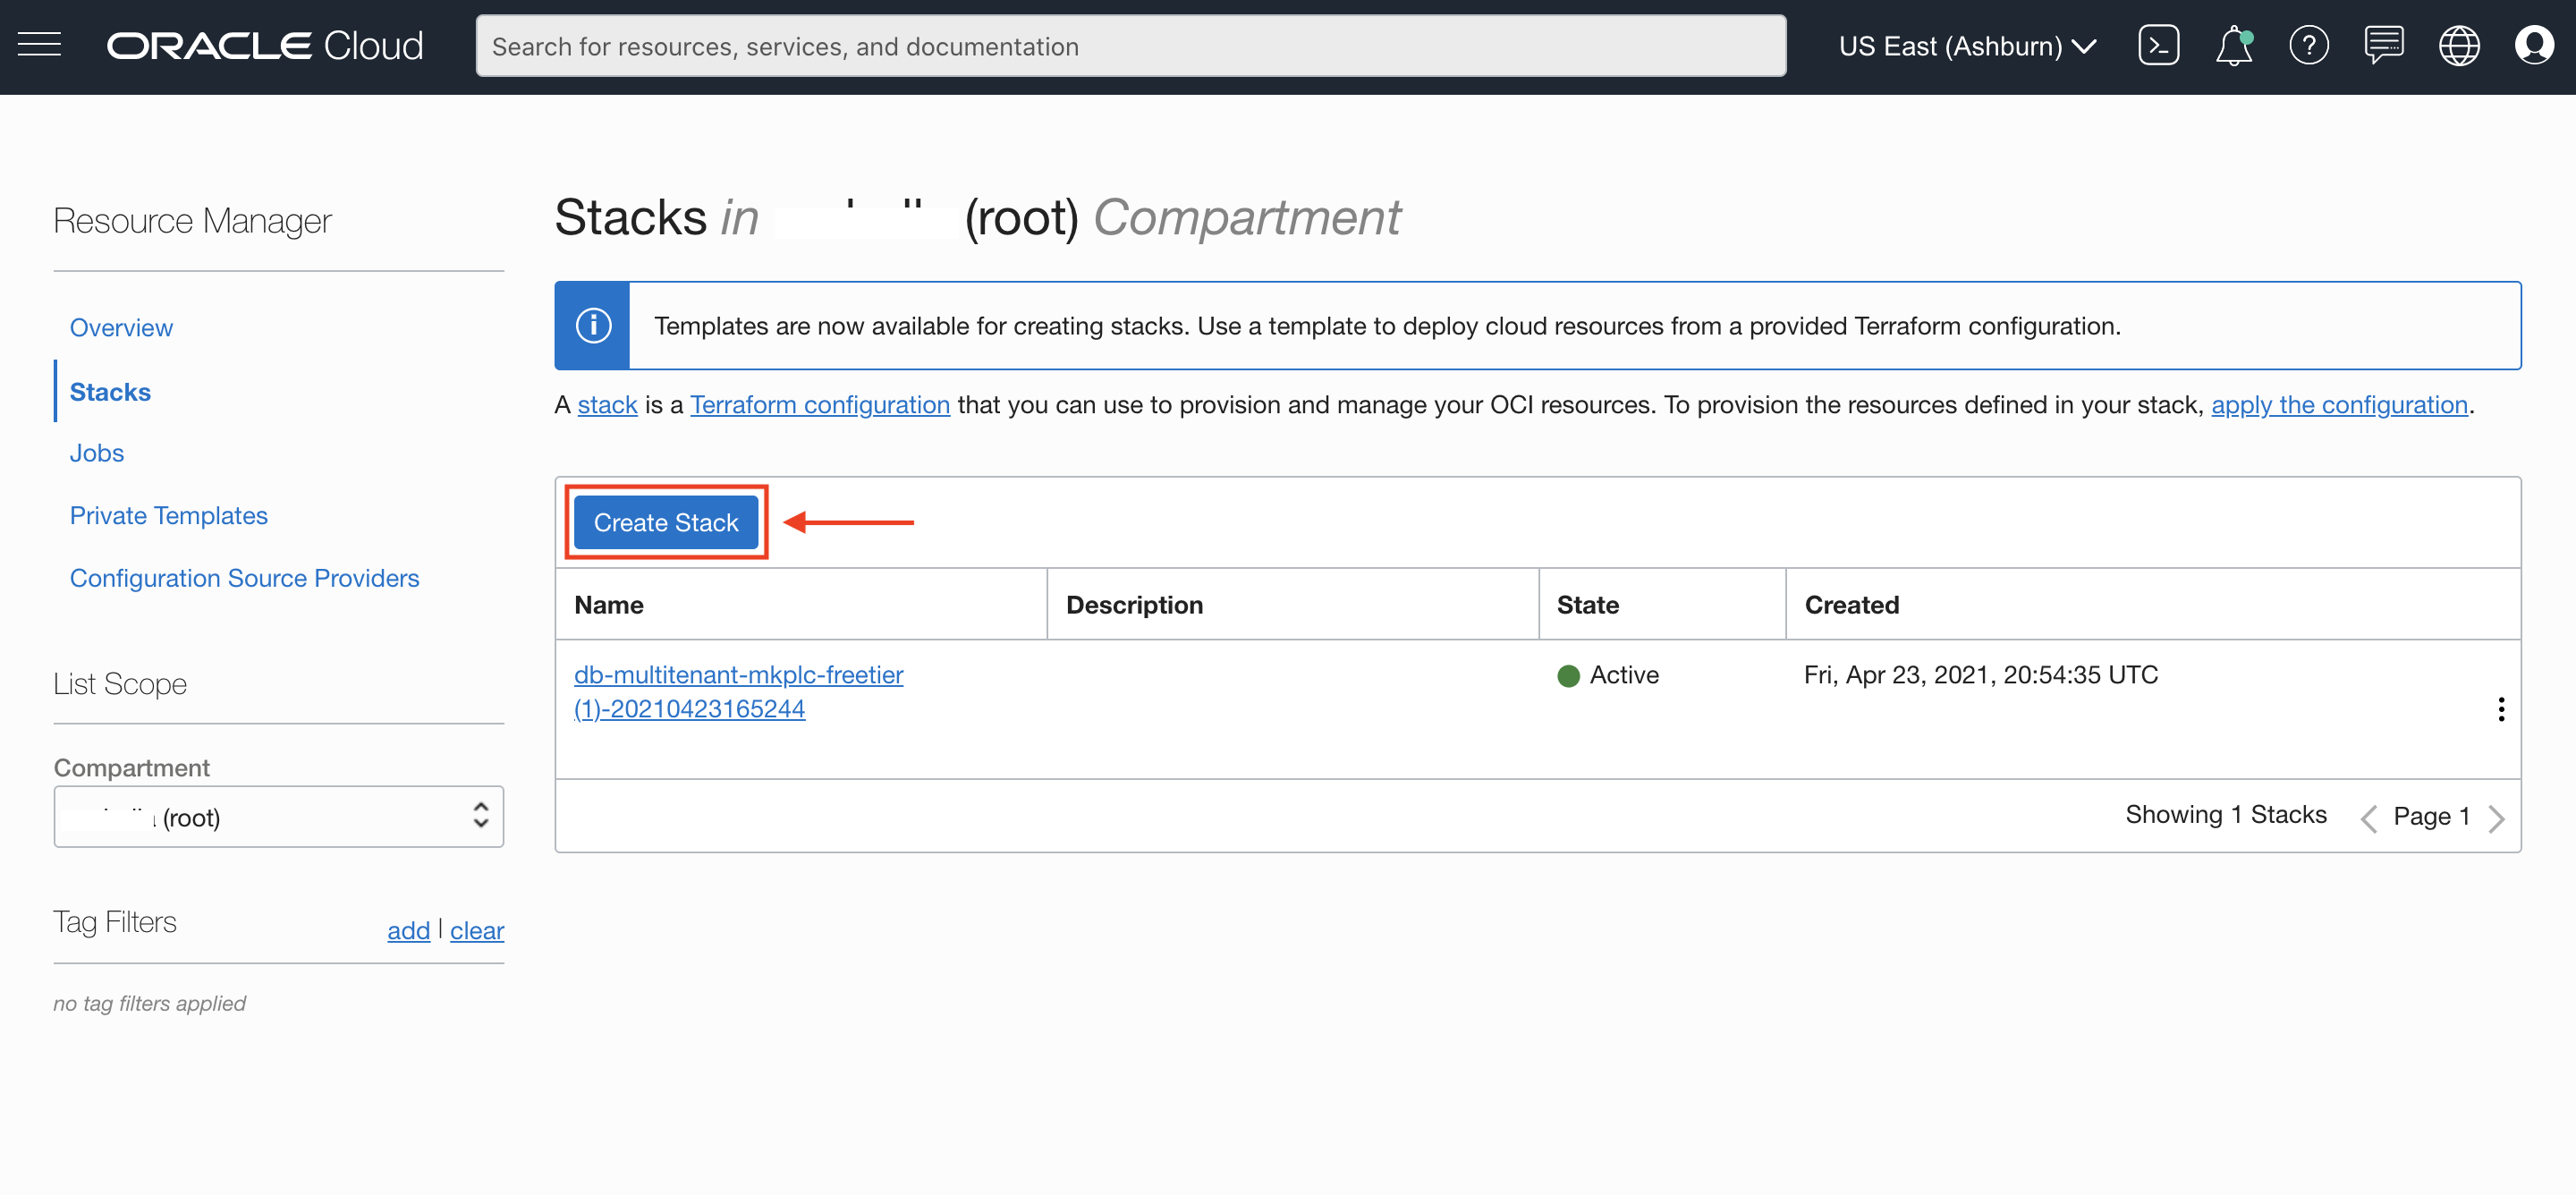 ORACLE Cloud
Search for resources, services, and documentation
US East (Ashburn)
Resource Manager
Overview
Stacks
Jobs
Private Templates
Configuration Source Providers
List Scope
Compartment
(root)
Tag Filters
add | clear
no tag filters applied
Stacks in (root) Compartment
Templates are now available for creating stacks. Use a template to deploy cloud resources from a provided Terraform configuration.
A stack is a Terraform configuration that you can use to provision and manage your OCI resources. To provision the resources defined in your stack, apply the configuration.
Create Stack
Name Description State Created
db-multitenant-mkplc-freetier Active Fri, Apr 23, 2021, 20:54:35 UTC
(1)-20210423165244
Showing 1 Stacks Page 1